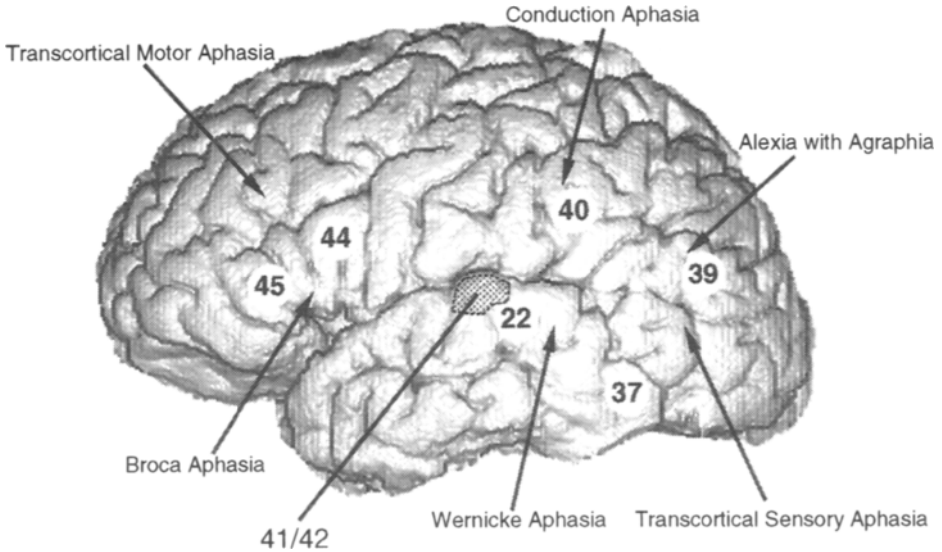 Conduction Aphasia
Transcortical Motor Aphasia
Alexia with Agraphia
40
44
39
45
22
37
Broca Aphasia
Wernicke Aphasia
Transcortical Sensory Aphasia
41/42